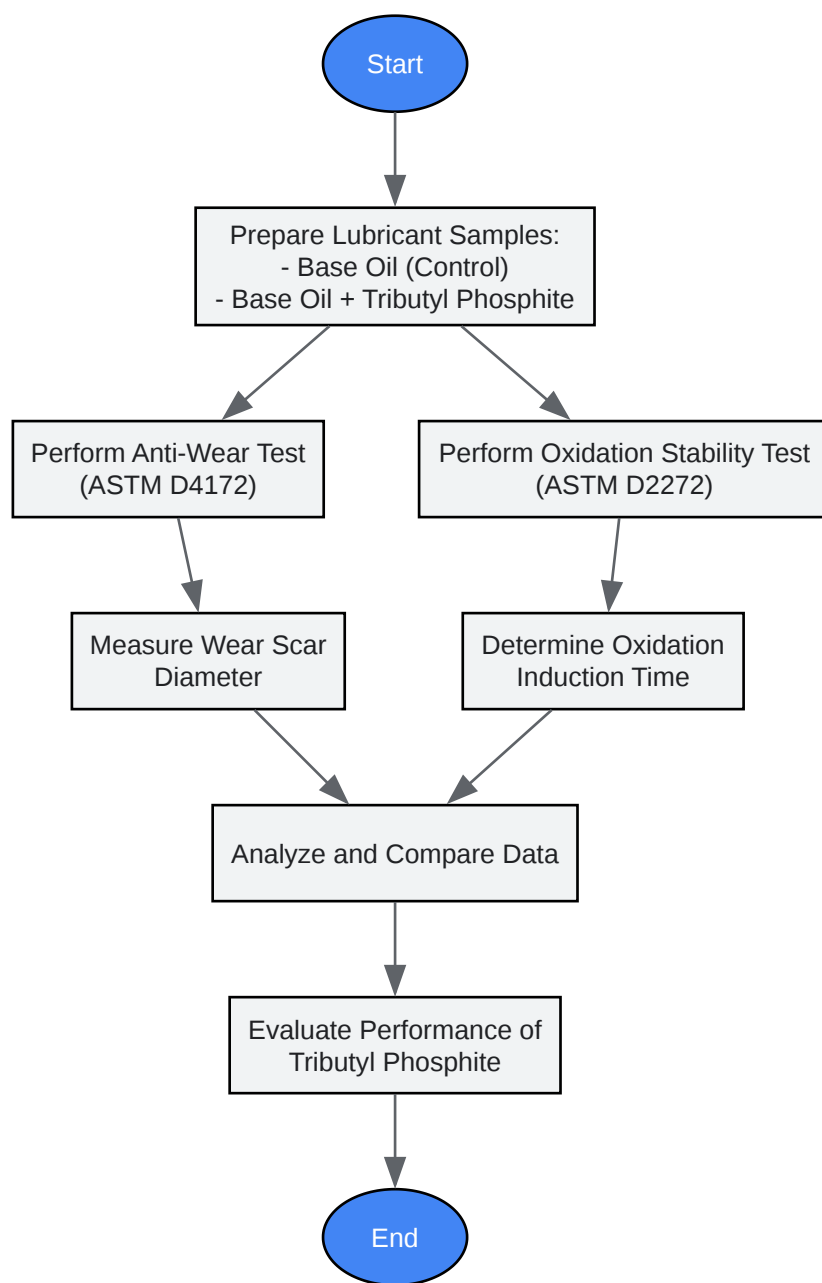 Start
Prepare Lubricant Samples:
- Base Oil (Control)
- Base Oil + Tributyl Phosphite
Perform Anti-Wear Test
(ASTM D4172)
Perform Oxidation Stability Test
(ASTM D2272)
Measure Wear Scar
Diameter
Determine Oxidation
Induction Time
Analyze and Compare Data
Evaluate Performance of
Tributyl Phosphite
End